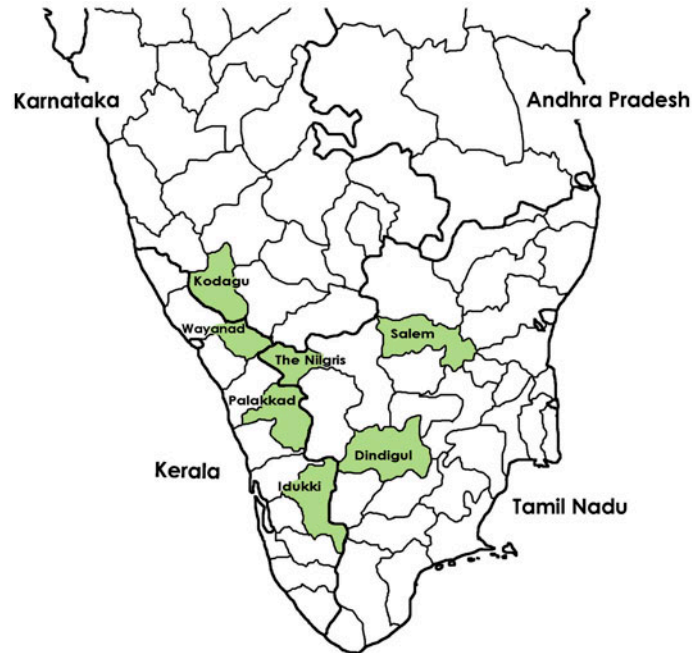 Karnataka
Andhra Pradesh
Kodagu
Wayanad
Salem
The Nilgris
Palakkad
Dindigul
Kerala
Idukki
Tamil Nadu